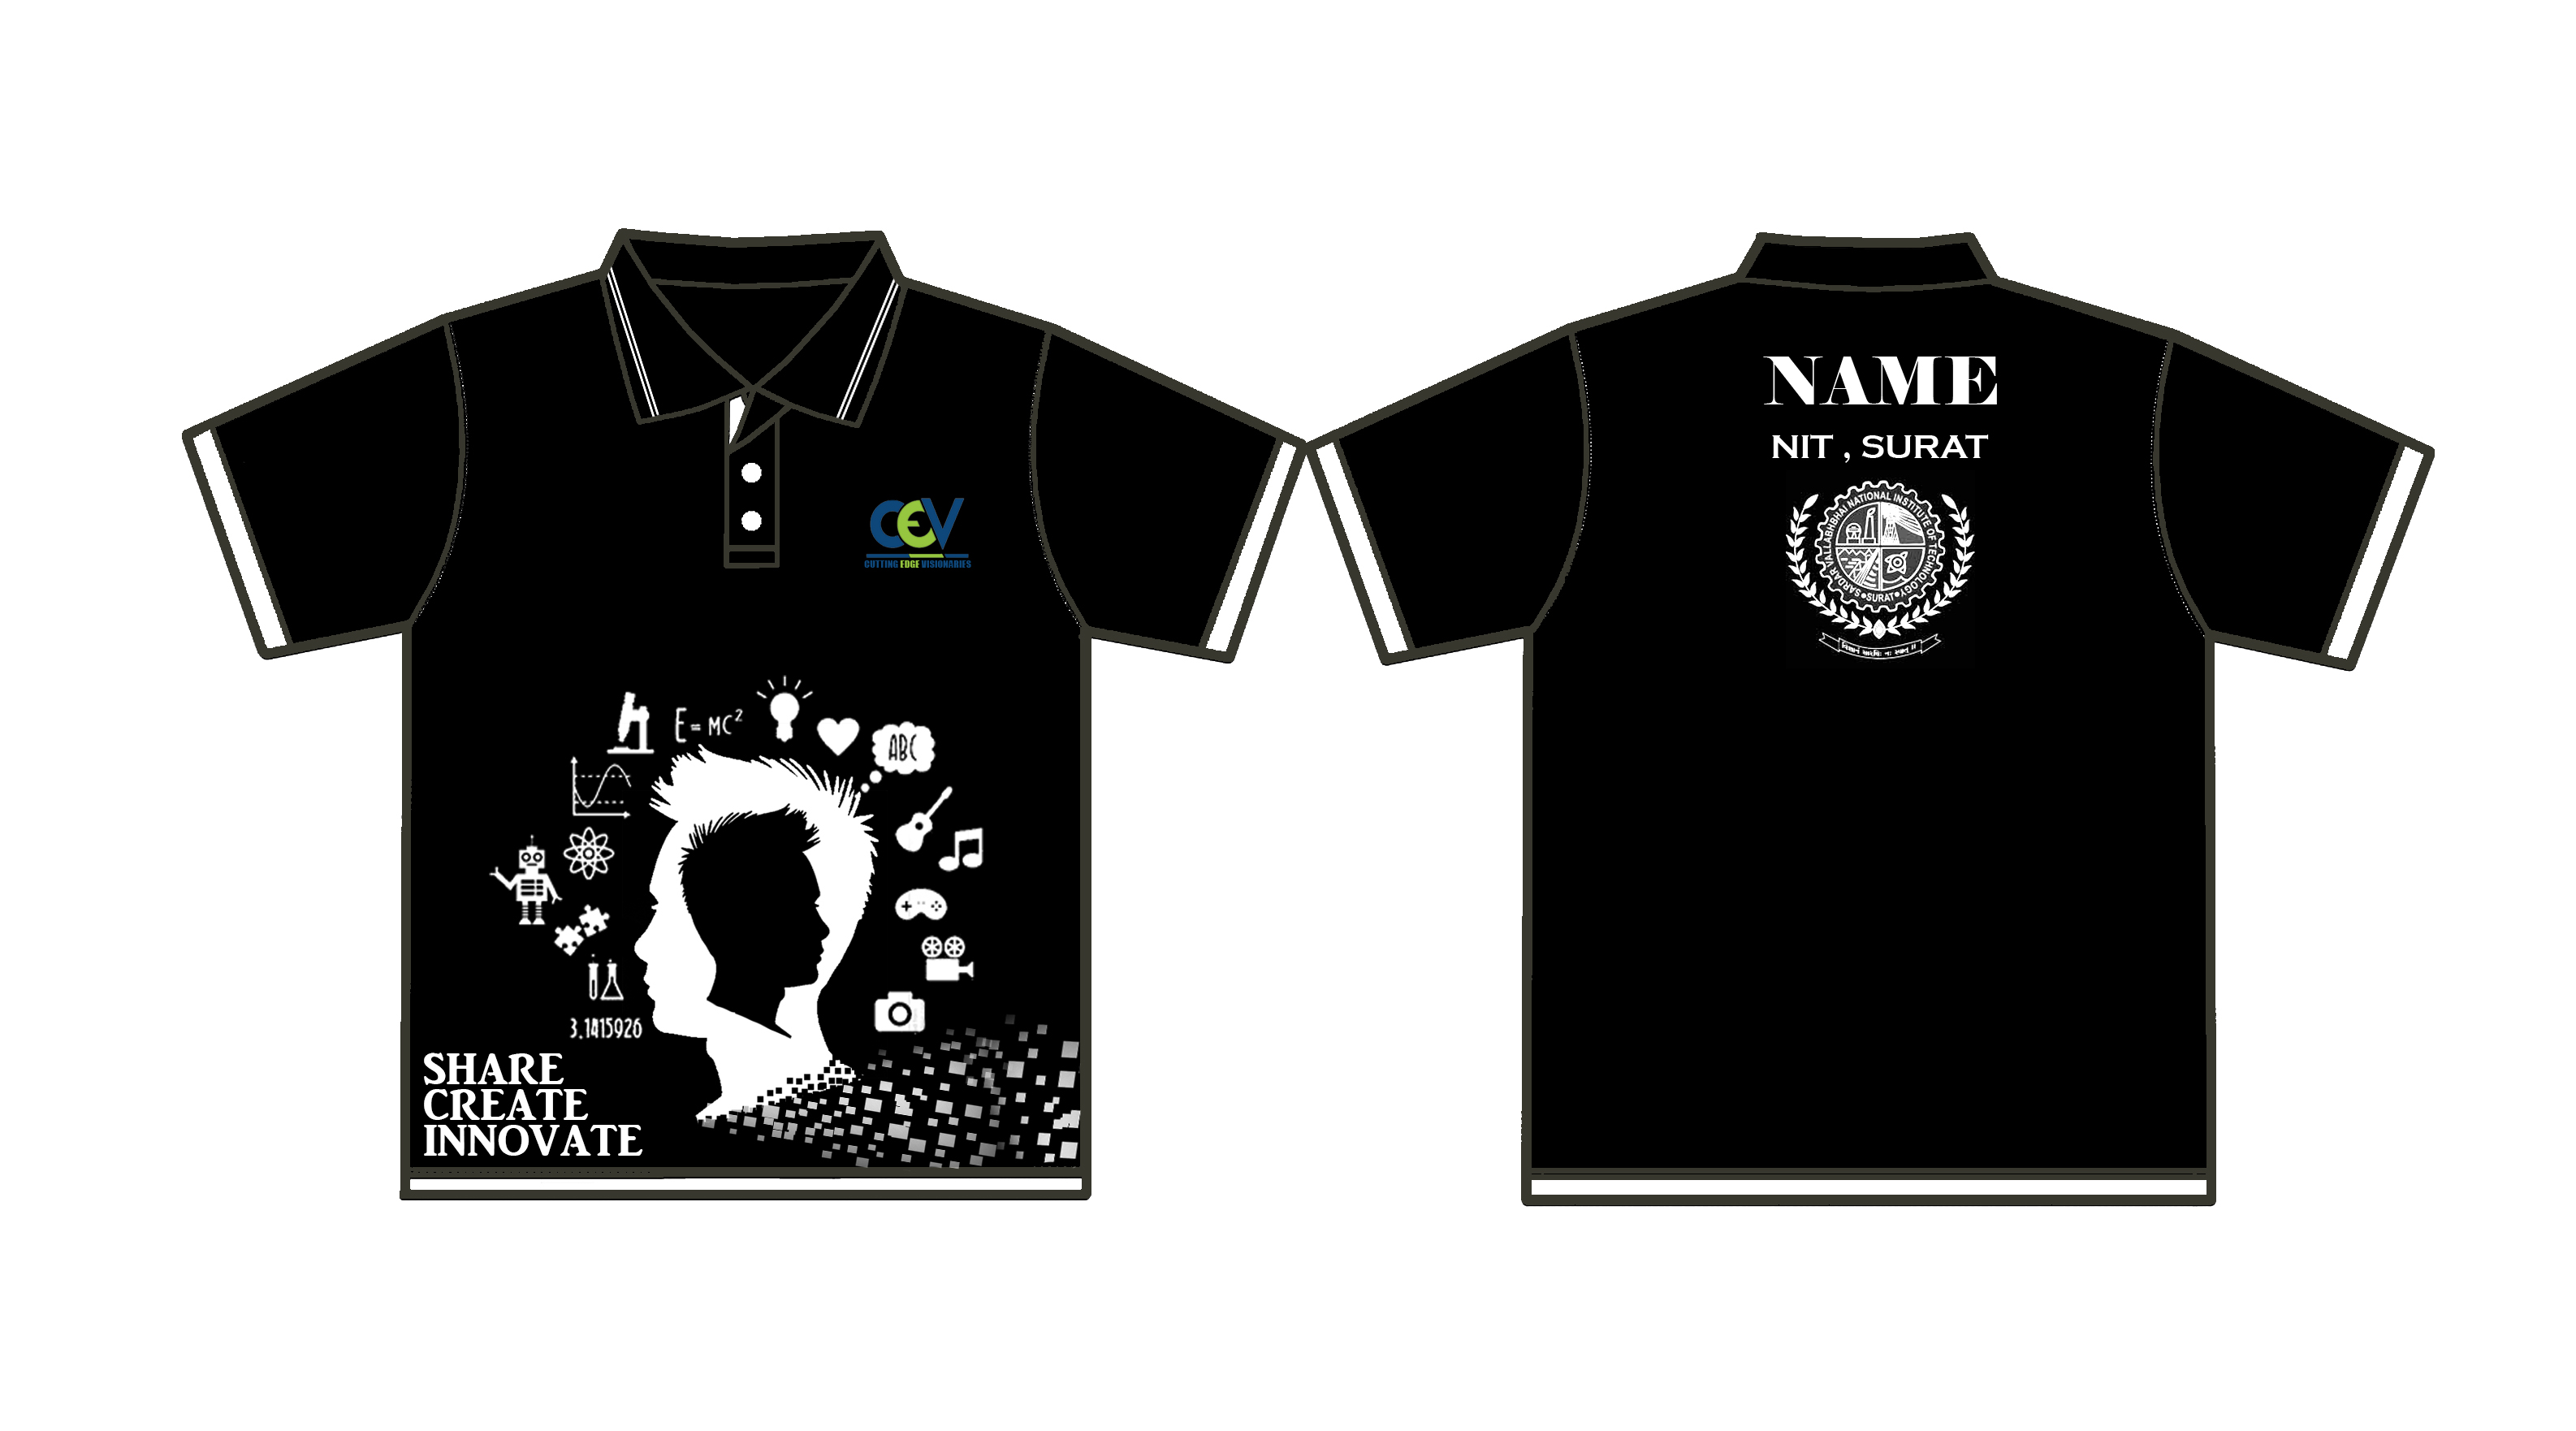 CEV
CUTTING EDGE VISIONARIES
E = MC²
ABC
3.1415926
SHARE
CREATE
INNOVATE
NAME
NIT , SURAT
SARDAR VALLABHBHAI NATIONAL INSTITUTE OF TECHNOLOGY
SURAT